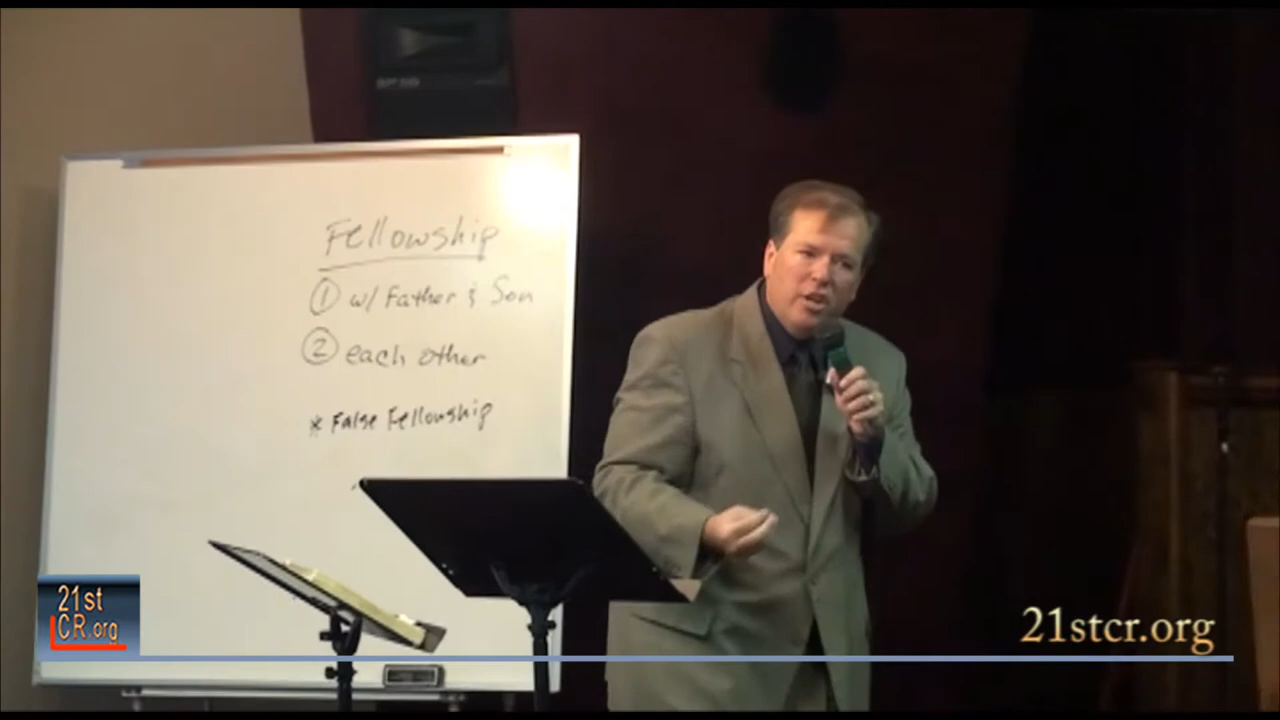 Fellowship
① w/ Father & Son
② each other
* False Fellowship
21st
CR.org
21stcr.org